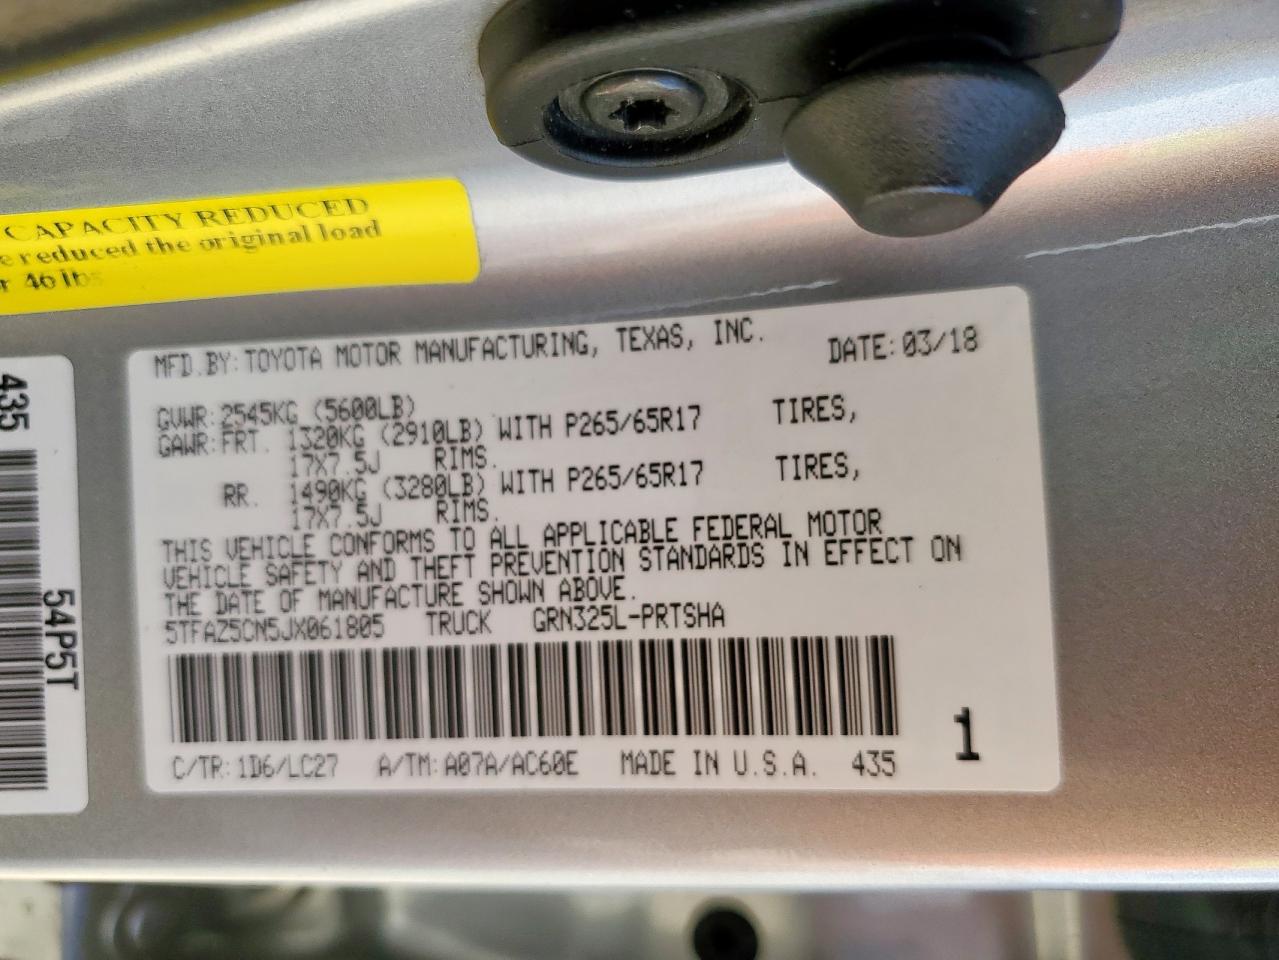 CAPACITY REDUCED
reduced the original load
46 lbs
435
54P5T
MFD.BY: TOYOTA MOTOR MANUFACTURING, TEXAS, INC. DATE: 03/18
GVWR: 2545KG (5600LB)
GAWR: FRT. 1320KG (2910LB) WITH P265/65R17 TIRES,
17X7.5J RIMS.
RR. 1490KG (3280LB) WITH P265/65R17 TIRES,
17X7.5J RIMS.
THIS VEHICLE CONFORMS TO ALL APPLICABLE FEDERAL MOTOR
VEHICLE SAFETY AND THEFT PREVENTION STANDARDS IN EFFECT ON
THE DATE OF MANUFACTURE SHOWN ABOVE.
5TFAZ5CN5JX061805 TRUCK GRN325L-PRTSHA
C/TR: 1D6/LC27 A/TM: A07A/AC60E MADE IN U.S.A. 435
1